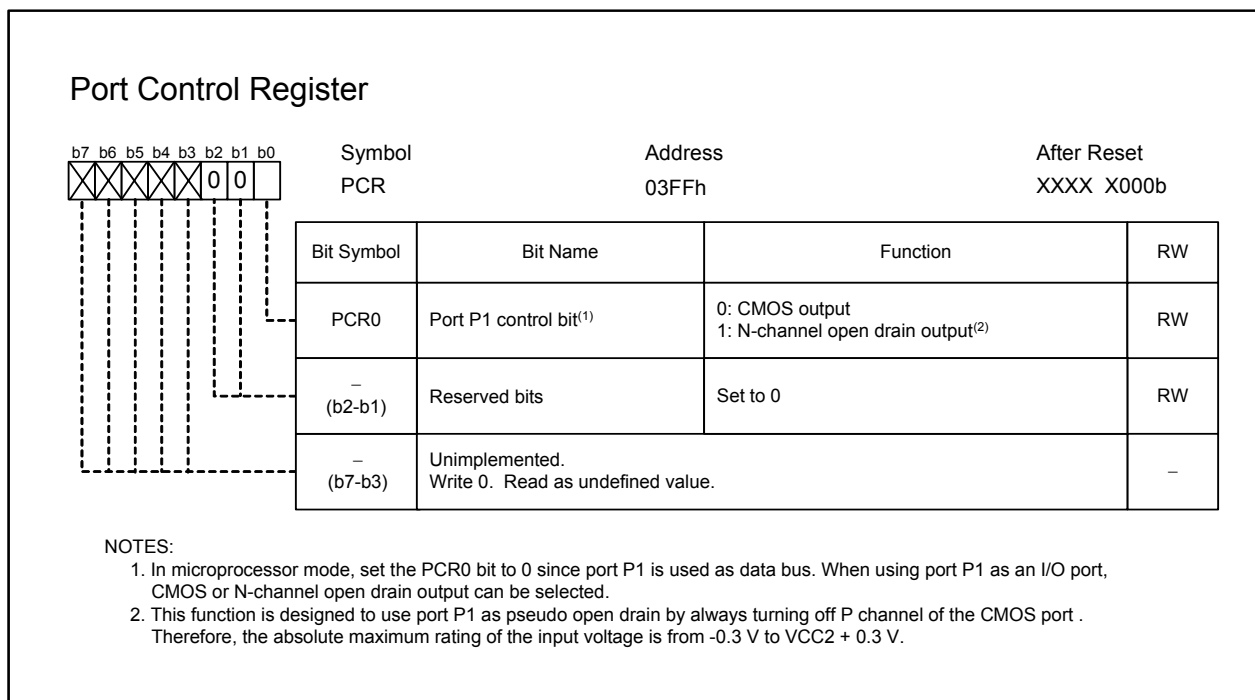 Port Control Register
b7 b6 b5 b4 b3 b2 b1 b0
0 0
Symbol Address After Reset
PCR 03FFh XXXX X000b
Bit Symbol Bit Name Function RW
PCR0 Port P1 control bit(1) 0: CMOS output
1: N-channel open drain output(2) RW
–
(b2-b1) Reserved bits Set to 0 RW
–
(b7-b3) Unimplemented.
Write 0. Read as undefined value. –
NOTES:
1. In microprocessor mode, set the PCR0 bit to 0 since port P1 is used as data bus. When using port P1 as an I/O port,
CMOS or N-channel open drain output can be selected.
2. This function is designed to use port P1 as pseudo open drain by always turning off P channel of the CMOS port .
Therefore, the absolute maximum rating of the input voltage is from -0.3 V to VCC2 + 0.3 V.